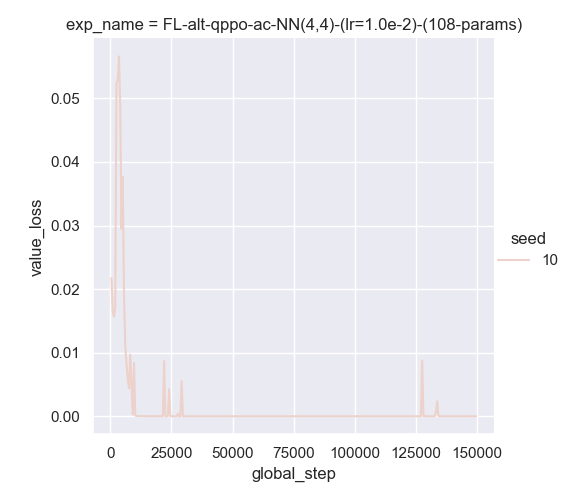 exp_name = FL-alt-qppo-ac-NN(4,4)-(lr=1.0e-2)-(108-params)
0.05
0.04
0.03
0.02
0.01
0.00
value_loss
0 25000 50000 75000 100000 125000 150000
global_step
seed
10